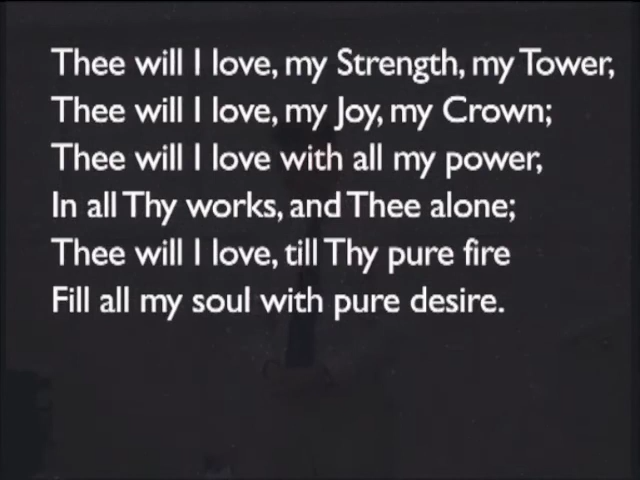 Thee will I love, my Strength, my Tower,
Thee will I love, my Joy, my Crown;
Thee will I love with all my power,
In all Thy works, and Thee alone;
Thee will I love, till Thy pure fire
Fill all my soul with pure desire.